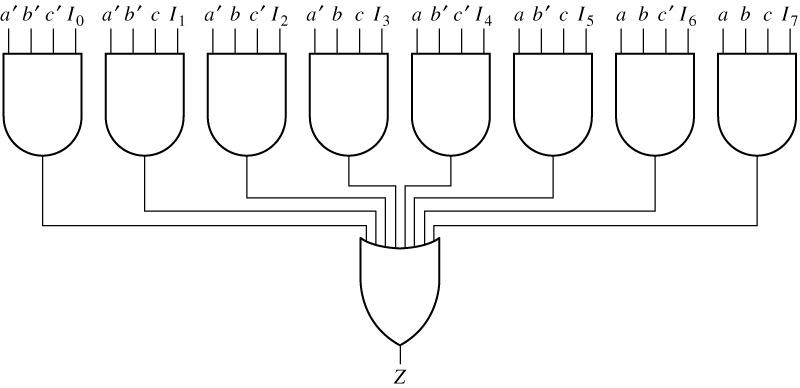 a′ b′ c′ I₀ a′ b′ c I₁ a′ b c′ I₂ a′ b c I₃ a b′ c′ I₄ a b′ c I₅ a b c′ I₆ a b c I₇
Z